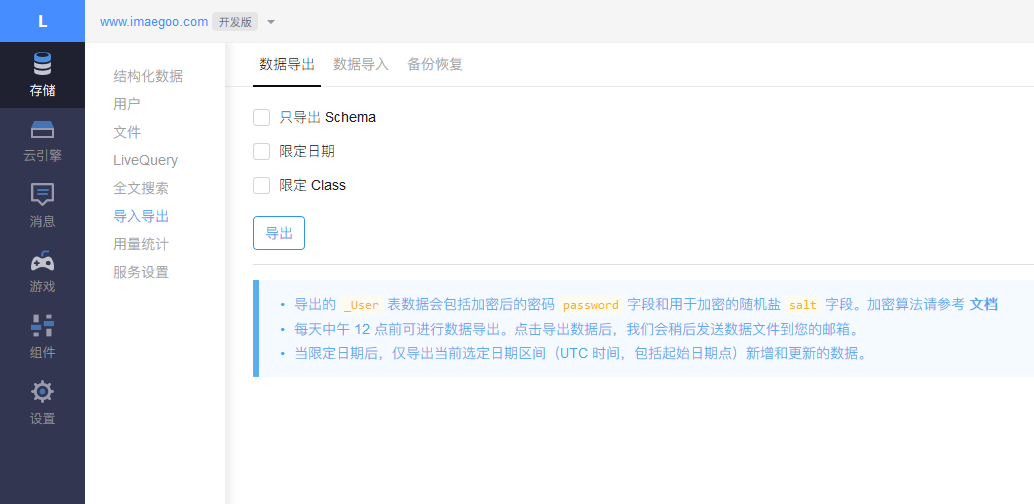 L
www.imaegoo.com 开发版
存储
云引擎
消息
游戏
组件
设置
结构化数据
用户
文件
LiveQuery
全文搜索
导入导出
用量统计
服务设置
数据导出 数据导入 备份恢复
只导出 Schema
限定日期
限定 Class
导出
• 导出的 _User 表数据会包括加密后的密码 password 字段和用于加密的随机盐 salt 字段。加密算法请参考 文档
• 每天中午 12 点前可进行数据导出。点击导出数据后，我们会稍后发送数据文件到您的邮箱。
• 当限定日期后，仅导出当前选定日期区间（UTC 时间，包括起始日期点）新增和更新的数据。